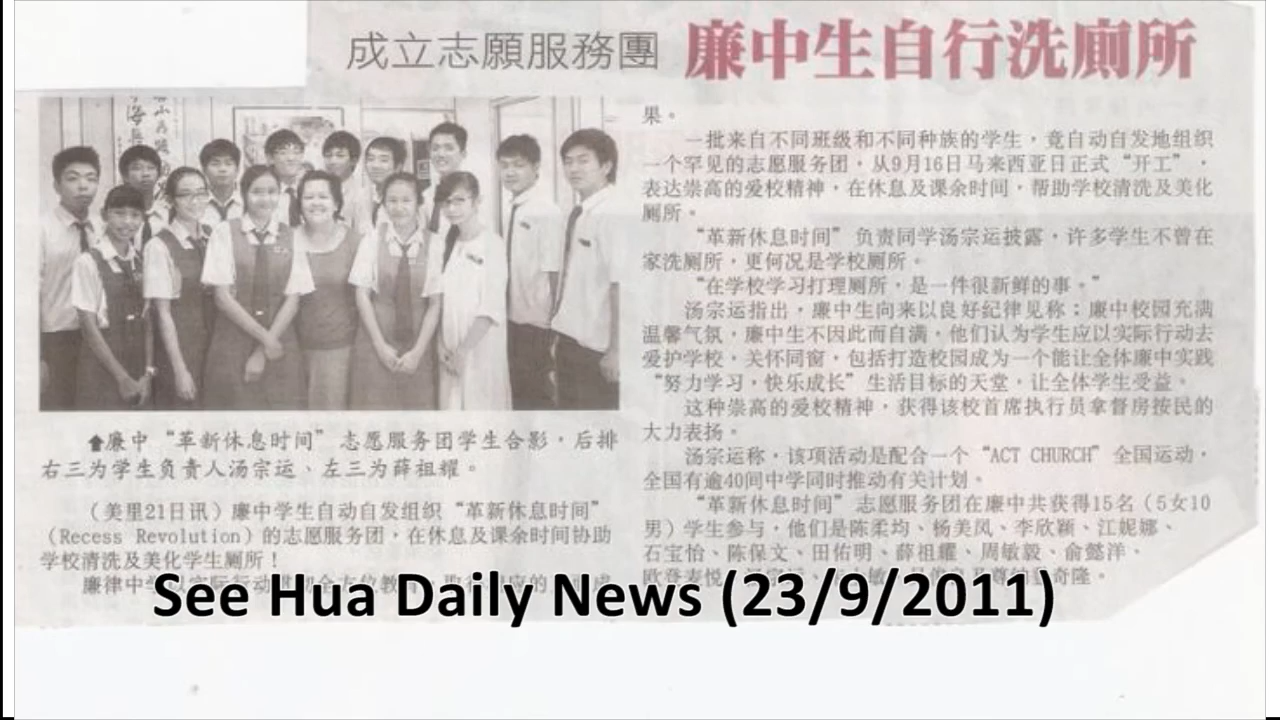 成立志願服務團 廉中生自行洗廁所
廉中“革新休息时间”志愿服务团学生合影，后排
右三为学生负责人汤宗运、左三为薛祖耀。
（美里21日讯）廉中学生自动自发组织“革新休息时间”
（Recess Revolution）的志愿服务团，在休息及课余时间协助
学校清洗及美化学生厕所！
廉律中学
果。
一批来自不同班级和不同种族的学生，竟自动自发地组织
一个罕见的志愿服务团，从9月16日马来西亚日正式“开工”，
表达崇高的爱校精神，在休息及课余时间，帮助学校清洗及美化
厕所。
“革新休息时间”负责同学汤宗运披露，许多学生不曾在
家洗厕所，更何况是学校厕所。
“在学校学习打理厕所，是一件很新鲜的事。”
汤宗运指出，廉中生向来以良好纪律见称；廉中校园充满
温馨气氛，廉中生不因此而自满，他们认为学生应以实际行动去
爱护学校，关怀同窗，包括打造校园成为一个能让全体廉中实践
“努力学习，快乐成长”生活目标的天堂，让全体学生受益。
这种崇高的爱校精神，获得该校首席执行员拿督房按民的
大力表扬。
汤宗运称，该项活动是配合一个“ACT CHURCH”全国运动，
全国有逾40间中学同时推动有关计划。
“革新休息时间”志愿服务团在廉中共获得15名（5女10
男）学生参与，他们是陈柔均、杨美凤、李欣颖、江妮娜、
石宝怡、陈保文、田佑明、薛祖耀、周敏毅、俞懿洋、
See Hua Daily News (23/9/2011)